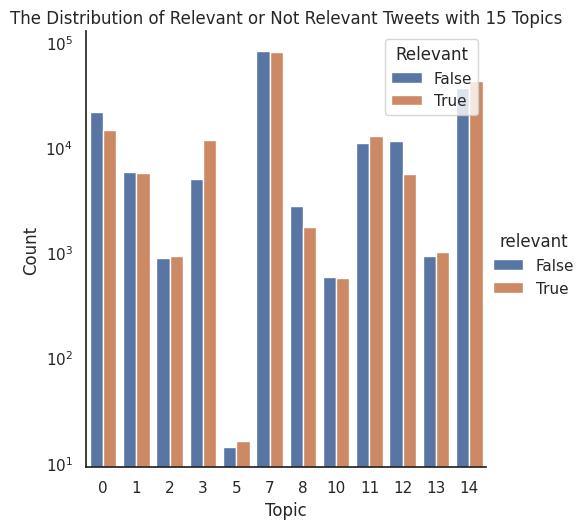 The Distribution of Relevant or Not Relevant Tweets with 15 Topics
Relevant
False
True
10⁵
10⁴
10³
10²
10¹
Count
relevant
False
True
0 1 2 3 5 7 8 10 11 12 13 14
Topic